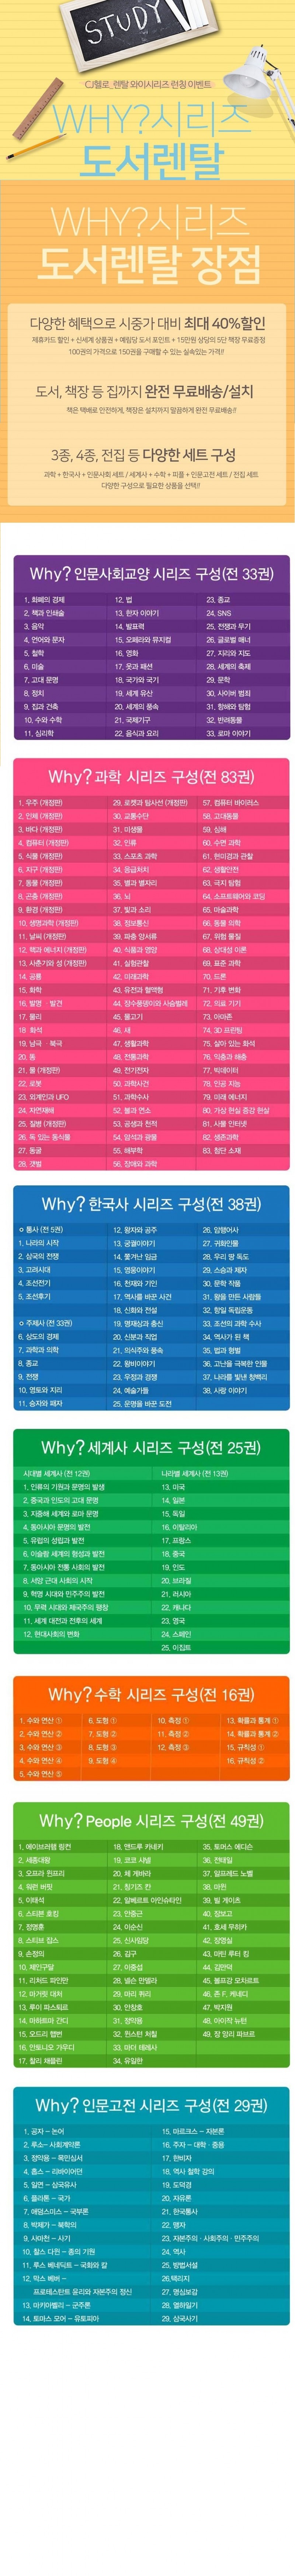 STUDY
CJ헬로_렌탈 와이시리즈 런칭 이벤트
WHY?시리즈
도서렌탈
WHY?시리즈
도서렌탈 장점
다양한 혜택으로 시중가 대비 최대 40%할인
제휴카드 할인 + 신세계 상품권 + 예림당 도서 포인트 + 15만원 상당의 5단 책장 무료증정
100권의 가격으로 150권을 구매할 수 있는 실속있는 가격!!
도서, 책장 등 집까지 완전 무료배송/설치
책은 택배로 안전하게, 책장은 설치까지 말끔하게 완전 무료배송!!
3종, 4종, 전집 등 다양한 세트 구성
과학 + 한국사 + 인문사회 세트 / 세계사 + 수학 + 피플 + 인문고전 세트 / 전집 세트
다양한 구성으로 필요한 상품을 선택!!
Why? 인문사회교양 시리즈 구성(전 33권)
1. 화폐와 경제
2. 책과 인쇄술
3. 음악
4. 언어와 문자
5. 철학
6. 미술
7. 고대 문명
8. 정치
9. 집과 건축
10. 수와 수학
11. 심리학
12. 법
13. 한자 이야기
14. 발표력
15. 오페라와 뮤지컬
16. 영화
17. 옷과 패션
18. 국가와 국기
19. 세계 유산
20. 세계의 풍속
21. 국제기구
22. 음식과 요리
23. 종교
24. SNS
25. 전쟁과 무기
26. 글로벌 매너
27. 지리와 지도
28. 세계의 축제
29. 문학
30. 사이버 범죄
31. 항해와 탐험
32. 반려동물
33. 로마 이야기
Why? 과학 시리즈 구성(전 83권)
1. 우주 (개정판)
2. 인체 (개정판)
3. 바다 (개정판)
4. 컴퓨터 (개정판)
5. 식물 (개정판)
6. 지구 (개정판)
7. 동물 (개정판)
8. 곤충 (개정판)
9. 환경 (개정판)
10. 생명과학 (개정판)
11. 날씨 (개정판)
12. 핵과 에너지 (개정판)
13. 사춘기와 성 (개정판)
14. 공룡
15. 화학
16. 발명 · 발견
17. 물리
18. 화석
19. 남극 · 북극
20. 똥
21. 물 (개정판)
22. 로봇
23. 외계인과 UFO
24. 자연재해
25. 질병 (개정판)
26. 독 있는 동식물
27. 동굴
28. 갯벌
29. 로켓과 탐사선 (개정판)
30. 교통수단
31. 미생물
32. 인류
33. 스포츠 과학
34. 응급처치
35. 별과 별자리
36. 뇌
37. 빛과 소리
38. 정보통신
39. 파충 양서류
40. 식품과 영양
41. 실험관찰
42. 미래과학
43. 유전과 혈액형
44. 장수풍뎅이와 사슴벌레
45. 물고기
46. 새
47. 생활과학
48. 전통과학
49. 전기전자
50. 과학사건
51. 과학수사
52. 불과 연소
53. 공생과 천적
54. 암석과 광물
55. 해부학
56. 장애와 과학
57. 컴퓨터 바이러스
58. 고대동물
59. 심해
60. 수면 과학
61. 현미경과 관찰
62. 생활안전
63. 극지 탐험
64. 소프트웨어와 코딩
65. 마술과학
66. 동물 의학
67. 위험 물질
68. 상대성 이론
69. 표준 과학
70. 드론
71. 기후 변화
72. 의료 기기
73. 아마존
74. 3D 프린팅
75. 살아 있는 화석
76. 익충과 해충
77. 빅데이터
78. 인공 지능
79. 미래 에너지
80. 가상 현실 증강 현실
81. 사물 인터넷
82. 생존과학
83. 첨단 소재
Why? 한국사 시리즈 구성(전 38권)
ㅇ 통사 (전 5권)
1. 나라의 시작
2. 삼국의 전쟁
3. 고려시대
4. 조선전기
5. 조선후기
ㅇ 주제사 (전 33권)
6. 상도의 경제
7. 과학과 의학
8. 종교
9. 전쟁
10. 영토와 지리
11. 승자와 패자
12. 왕자와 공주
13. 궁궐이야기
14. 쫓겨난 임금
15. 영웅이야기
16. 천재와 기인
17. 역사를 바꾼 사건
18. 신화와 전설
19. 명재상과 충신
20. 신분과 직업
21. 의식주와 풍속
22. 왕비이야기
23. 우정과 경쟁
24. 예술가들
25. 운명을 바꾼 도전
26. 암행어사
27. 귀화인물
28. 우리 땅 독도
29. 스승과 제자
30. 문학 작품
31. 왕을 만든 사람들
32. 항일 독립운동
33. 조선의 과학 수사
34. 역사가 된 책
35. 법과 형벌
36. 고난을 극복한 인물
37. 나라를 빛낸 청백리
38. 사랑 이야기
Why? 세계사 시리즈 구성(전 25권)
시대별 세계사 (전 12권)
1. 인류의 기원과 문명의 발생
2. 중국과 인도의 고대 문명
3. 지중해 세계와 로마 문명
4. 동아시아 문명의 발전
5. 유럽의 성립과 발전
6. 이슬람 세계의 형성과 발전
7. 동아시아 전통 사회의 발전
8. 서양 근대 사회의 시작
9. 혁명 시대와 민주주의 발전
10. 무력 시대와 제국주의 팽창
11. 세계 대전과 전후의 세계
12. 현대사회의 변화
나라별 세계사 (전 13권)
13. 미국
14. 일본
15. 독일
16. 이탈리아
17. 프랑스
18. 중국
19. 인도
20. 브라질
21. 러시아
22. 캐나다
23. 영국
24. 스페인
25. 이집트
Why? 수학 시리즈 구성(전 16권)
1. 수와 연산 ①
2. 수와 연산 ②
3. 수와 연산 ③
4. 수와 연산 ④
5. 수와 연산 ⑤
6. 도형 ①
7. 도형 ②
8. 도형 ③
9. 도형 ④
10. 측정 ①
11. 측정 ②
12. 측정 ③
13. 확률과 통계 ①
14. 확률과 통계 ②
15. 규칙성 ①
16. 규칙성 ②
Why? People 시리즈 구성(전 49권)
1. 에이브러햄 링컨
2. 세종대왕
3. 오프라 윈프리
4. 워런 버핏
5. 이태석
6. 스티븐 호킹
7. 정명훈
8. 스티브 잡스
9. 손정의
10. 제인구달
11. 리처드 파인만
12. 마거릿 대처
13. 루이 파스퇴르
14. 마하트마 간디
15. 오드리 헵번
16. 안토니오 가우디
17. 찰리 채플린
18. 앤드루 카네기
19. 코코 샤넬
20. 체 게바라
21. 칭기즈 칸
22. 알베르트 아인슈타인
23. 안중근
24. 이순신
25. 신사임당
26. 김구
27. 이중섭
28. 넬슨 만델라
29. 마리 퀴리
30. 안창호
31. 정약용
32. 윈스턴 처칠
33. 마더 테레사
34. 유일한
35. 토머스 에디슨
36. 전태일
37. 알프레드 노벨
38. 마윈
39. 빌 게이츠
40. 장보고
41. 호세 무히카
42. 장영실
43. 마틴 루터 킹
44. 김만덕
45. 볼프강 모차르트
46. 존 F. 케네디
47. 박지원
48. 아이작 뉴턴
49. 장 앙리 파브르
Why? 인문고전 시리즈 구성(전 29권)
1. 공자 – 논어
2. 루소– 사회계약론
3. 정약용 – 목민심서
4. 홉스 – 리바이어던
5. 일연 – 삼국유사
6. 플라톤 – 국가
7. 애덤스미스 – 국부론
8. 박제가 – 북학의
9. 사마천 – 사기
10. 찰스 다윈 – 종의 기원
11. 루스 베네딕트 – 국화와 칼
12. 막스 베버 –
프로테스탄트 윤리와 자본주의 정신
13. 마키아벨리 – 군주론
14. 토마스 모어 – 유토피아
15. 마르크스 – 자본론
16. 주자 – 대학 · 중용
17. 한비자
18. 역사 철학 강의
19. 도덕경
20. 자유론
21. 한국통사
22. 맹자
23. 자본주의 · 사회주의 · 민주주의
24. 역사
25. 방법서설
26.택리지
27. 명심보감
28. 열하일기
29. 삼국사기